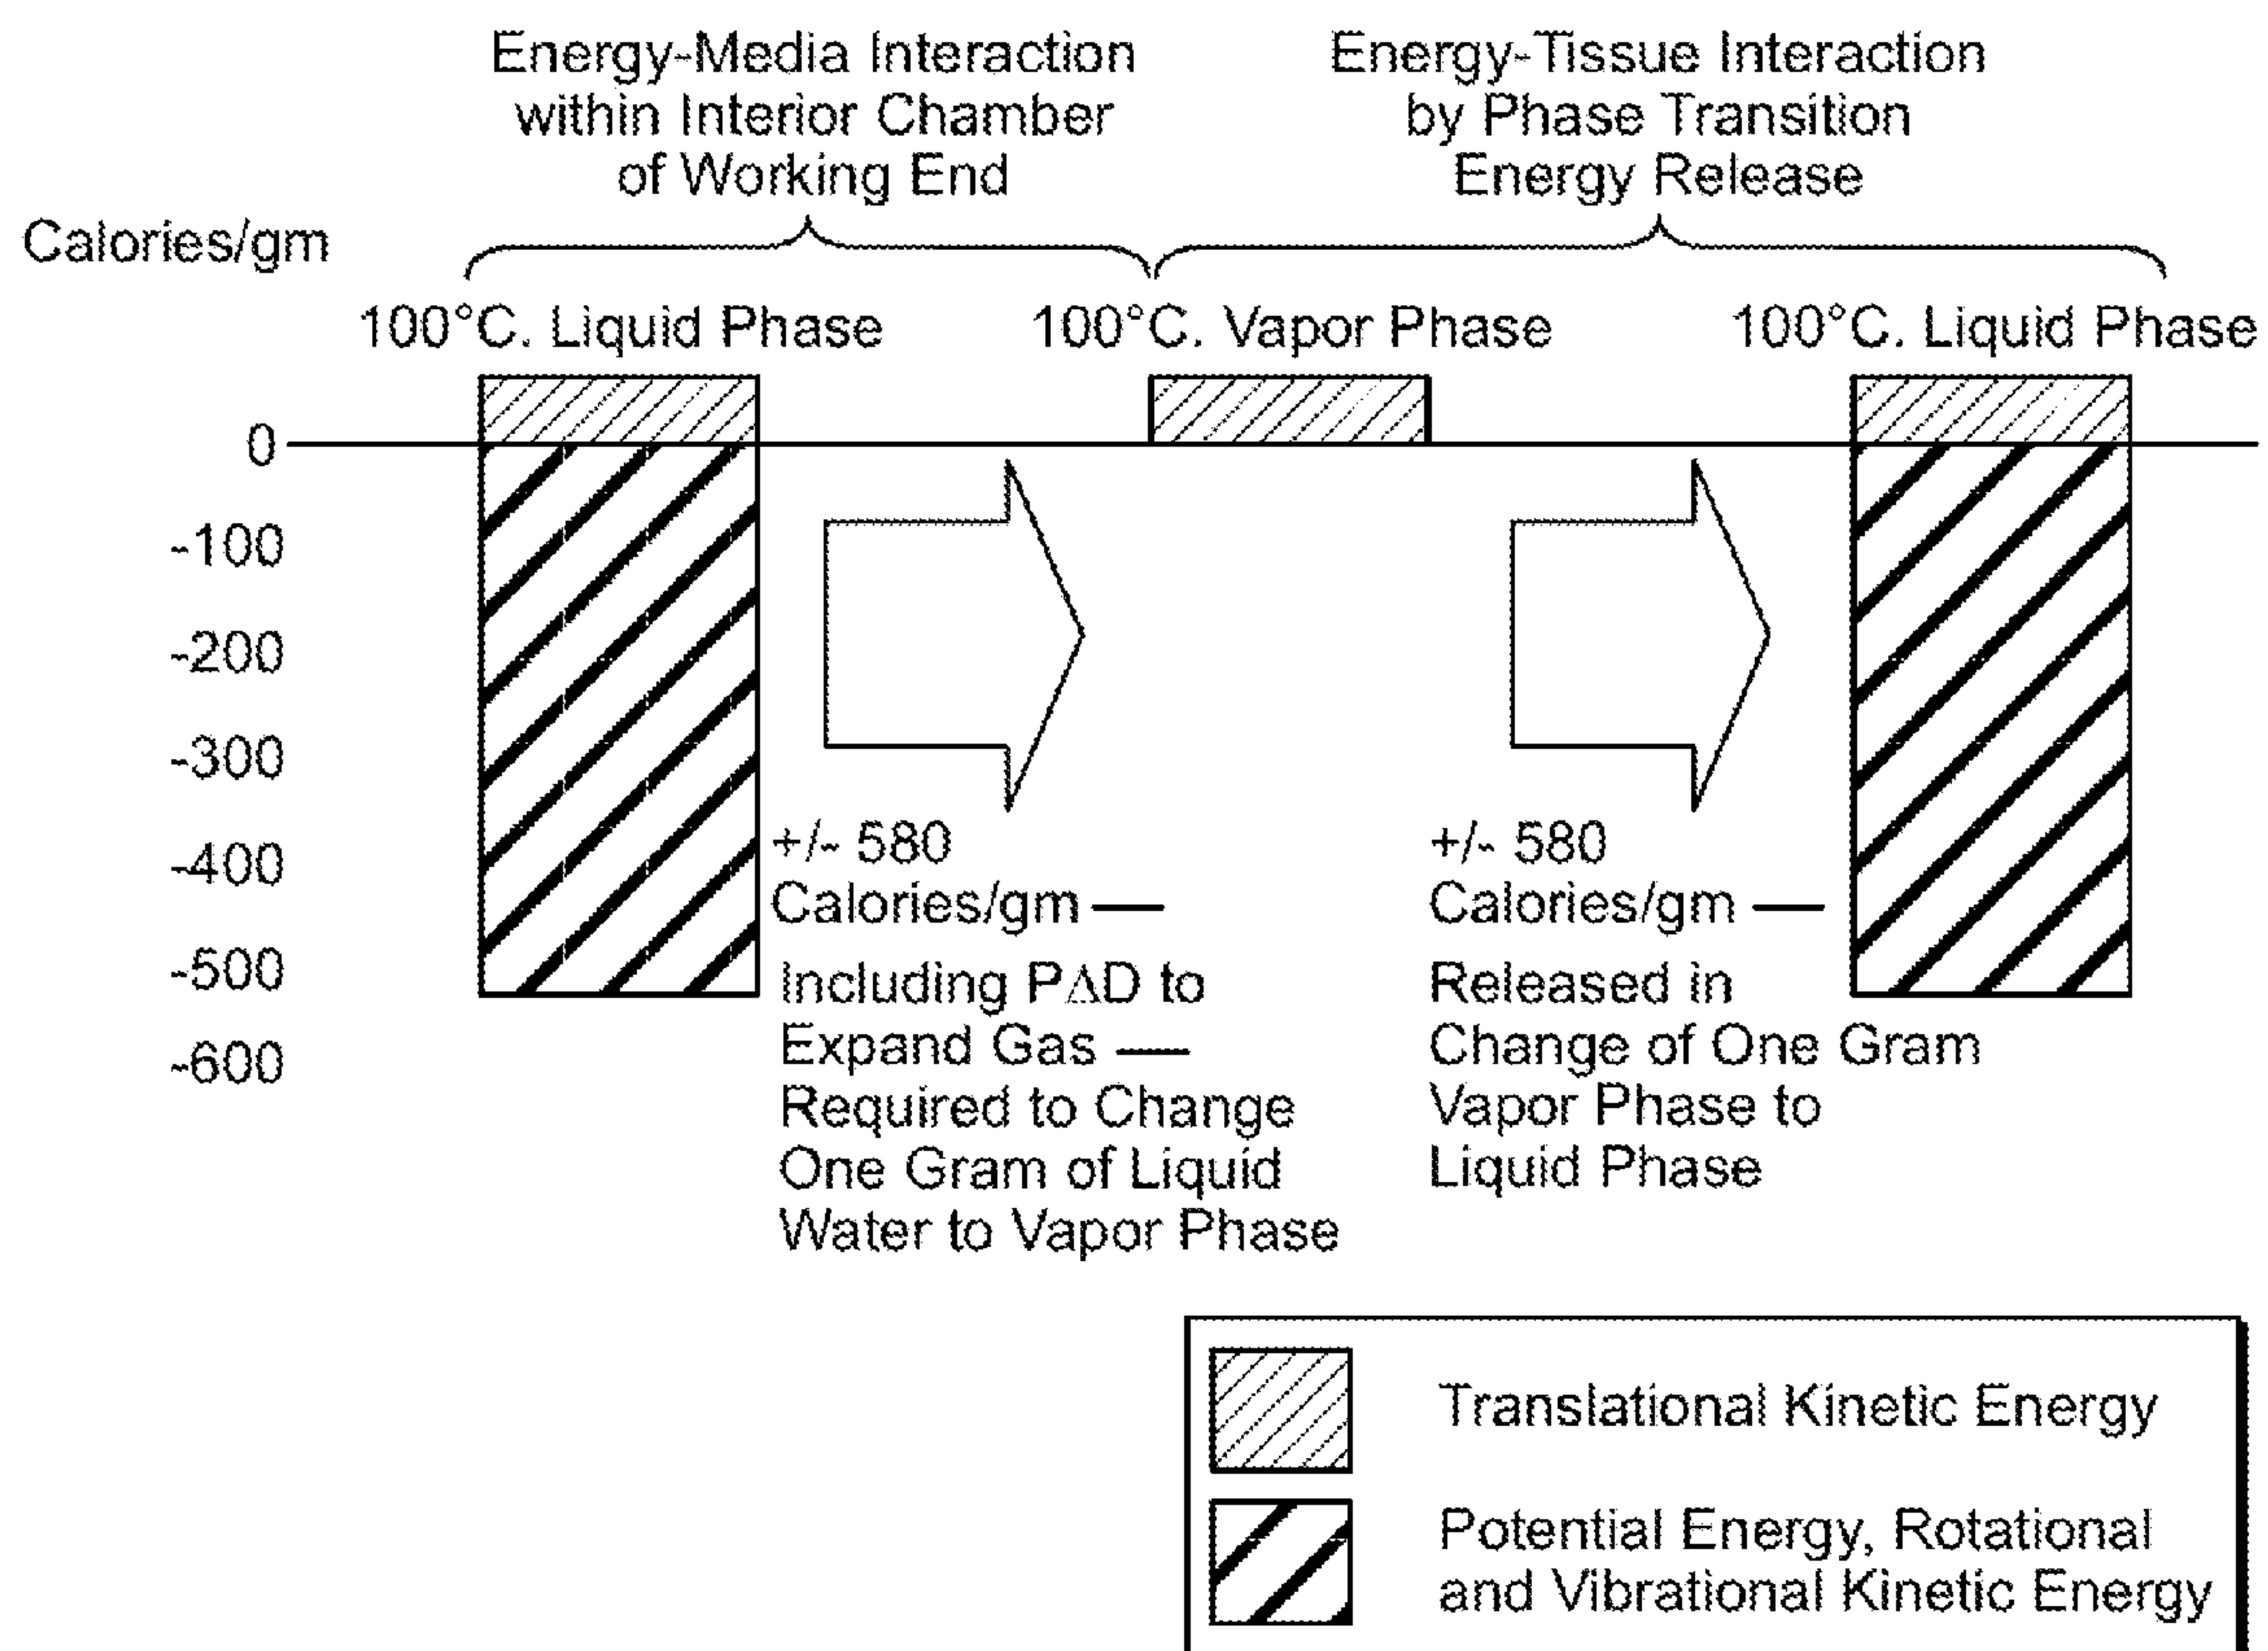 Energy-Media Interaction
within Interior Chamber
of Working End
Energy-Tissue Interaction
by Phase Transition
Energy Release
Calories/gm
100°C. Liquid Phase
100°C. Vapor Phase
100°C. Liquid Phase
0
-100
-200
-300
-400
-500
-600
+/- 580
Calories/gm —
Including PΔD to
Expand Gas —
Required to Change
One Gram of Liquid
Water to Vapor Phase
+/- 580
Calories/gm —
Released in
Change of One Gram
Vapor Phase to
Liquid Phase
Translational Kinetic Energy
Potential Energy, Rotational
and Vibrational Kinetic Energy